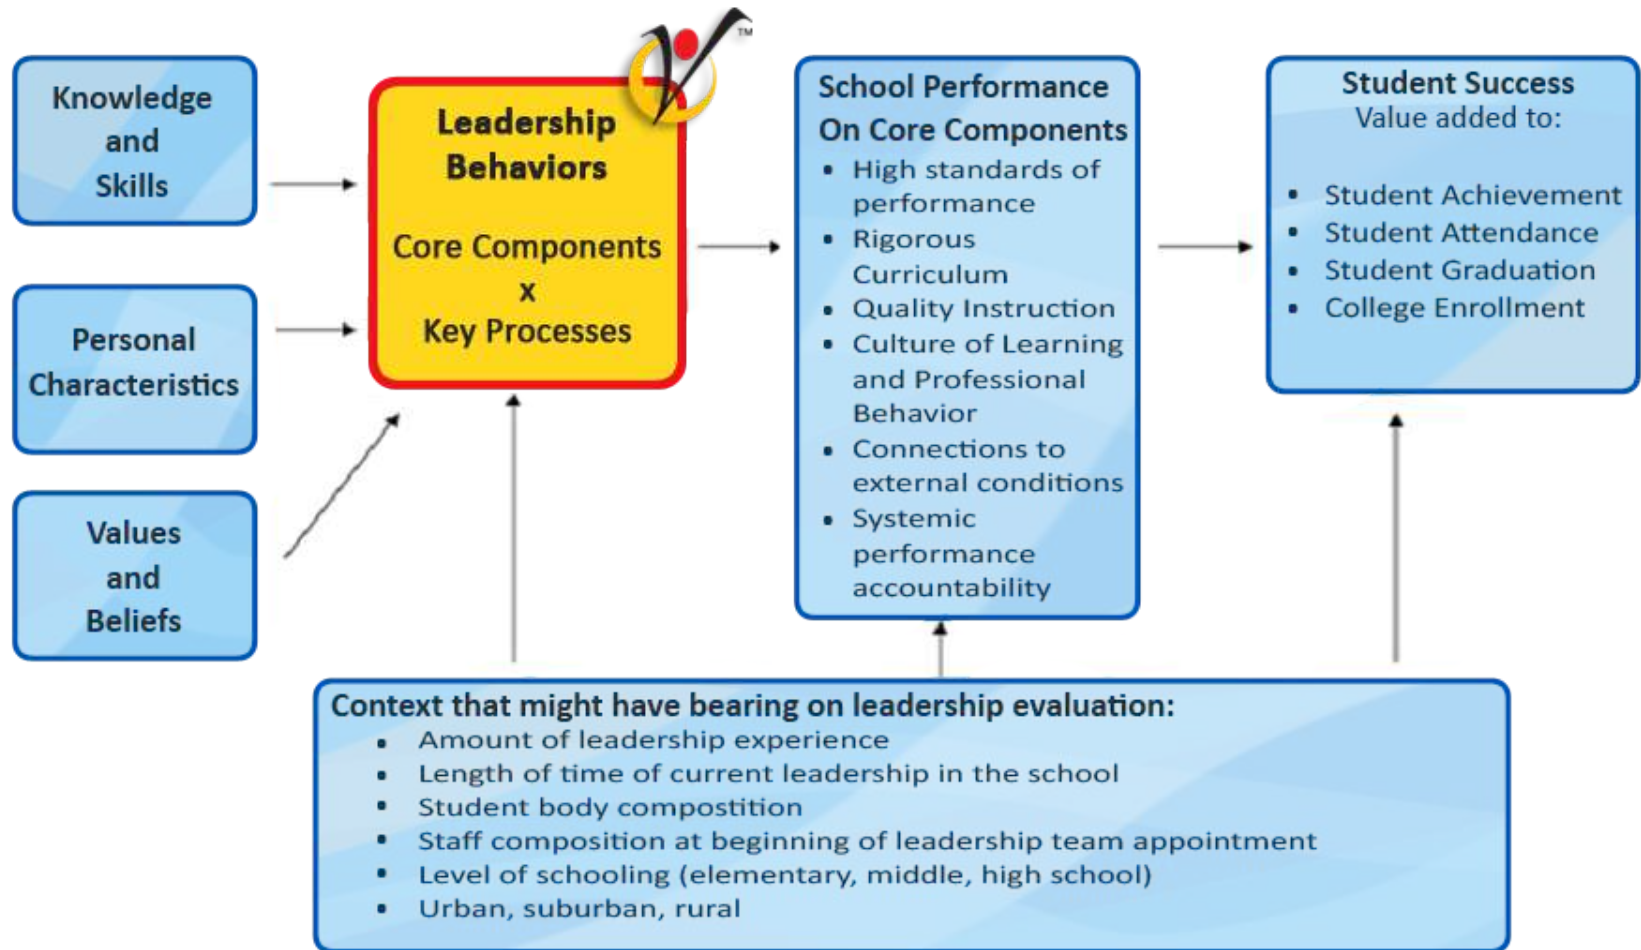 Knowledge
and
Skills
Personal
Characteristics
Values
and
Beliefs
TM
Leadership
Behaviors
Core Components
x
Key Processes
School Performance
On Core Components
• High standards of
performance
• Rigorous
Curriculum
• Quality Instruction
• Culture of Learning
and Professional
Behavior
• Connections to
external conditions
• Systemic
performance
accountability
Student Success
Value added to:
• Student Achievement
• Student Attendance
• Student Graduation
• College Enrollment
Context that might have bearing on leadership evaluation:
• Amount of leadership experience
• Length of time of current leadership in the school
• Student body compostition
• Staff composition at beginning of leadership team appointment
• Level of schooling (elementary, middle, high school)
• Urban, suburban, rural